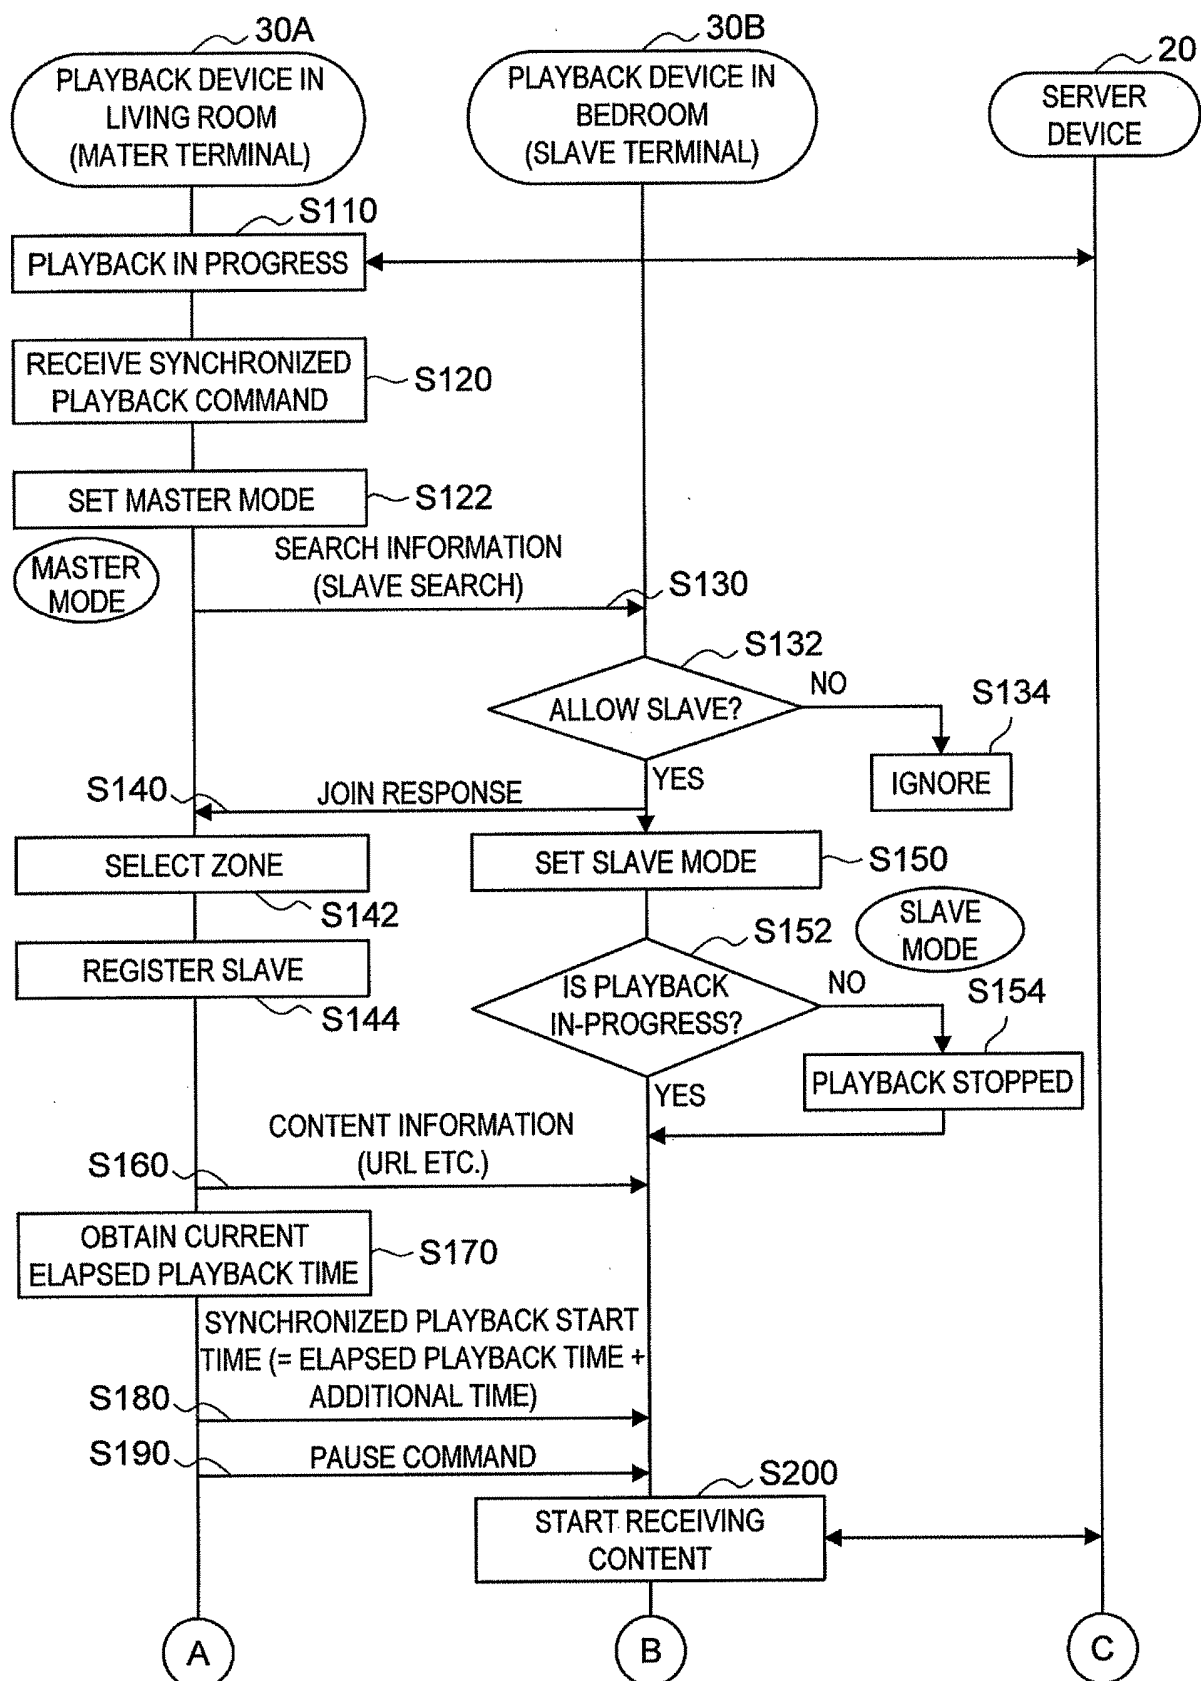 30A
30B
20
PLAYBACK DEVICE IN
LIVING ROOM
(MATER TERMINAL)
PLAYBACK DEVICE IN
BEDROOM
(SLAVE TERMINAL)
SERVER
DEVICE
S110
PLAYBACK IN PROGRESS
RECEIVE SYNCHRONIZED
PLAYBACK COMMAND
S120
SET MASTER MODE
S122
MASTER
MODE
SEARCH INFORMATION
(SLAVE SEARCH)
S130
S132
ALLOW SLAVE?
NO
S134
IGNORE
YES
S140
JOIN RESPONSE
SELECT ZONE
S142
SET SLAVE MODE
S150
SLAVE
MODE
REGISTER SLAVE
S144
S152
IS PLAYBACK
IN-PROGRESS?
NO
S154
PLAYBACK STOPPED
YES
CONTENT INFORMATION
(URL ETC.)
S160
OBTAIN CURRENT
ELAPSED PLAYBACK TIME
S170
SYNCHRONIZED PLAYBACK START
TIME (= ELAPSED PLAYBACK TIME +
ADDITIONAL TIME)
S180
S190
PAUSE COMMAND
S200
START RECEIVING
CONTENT
A
B
C